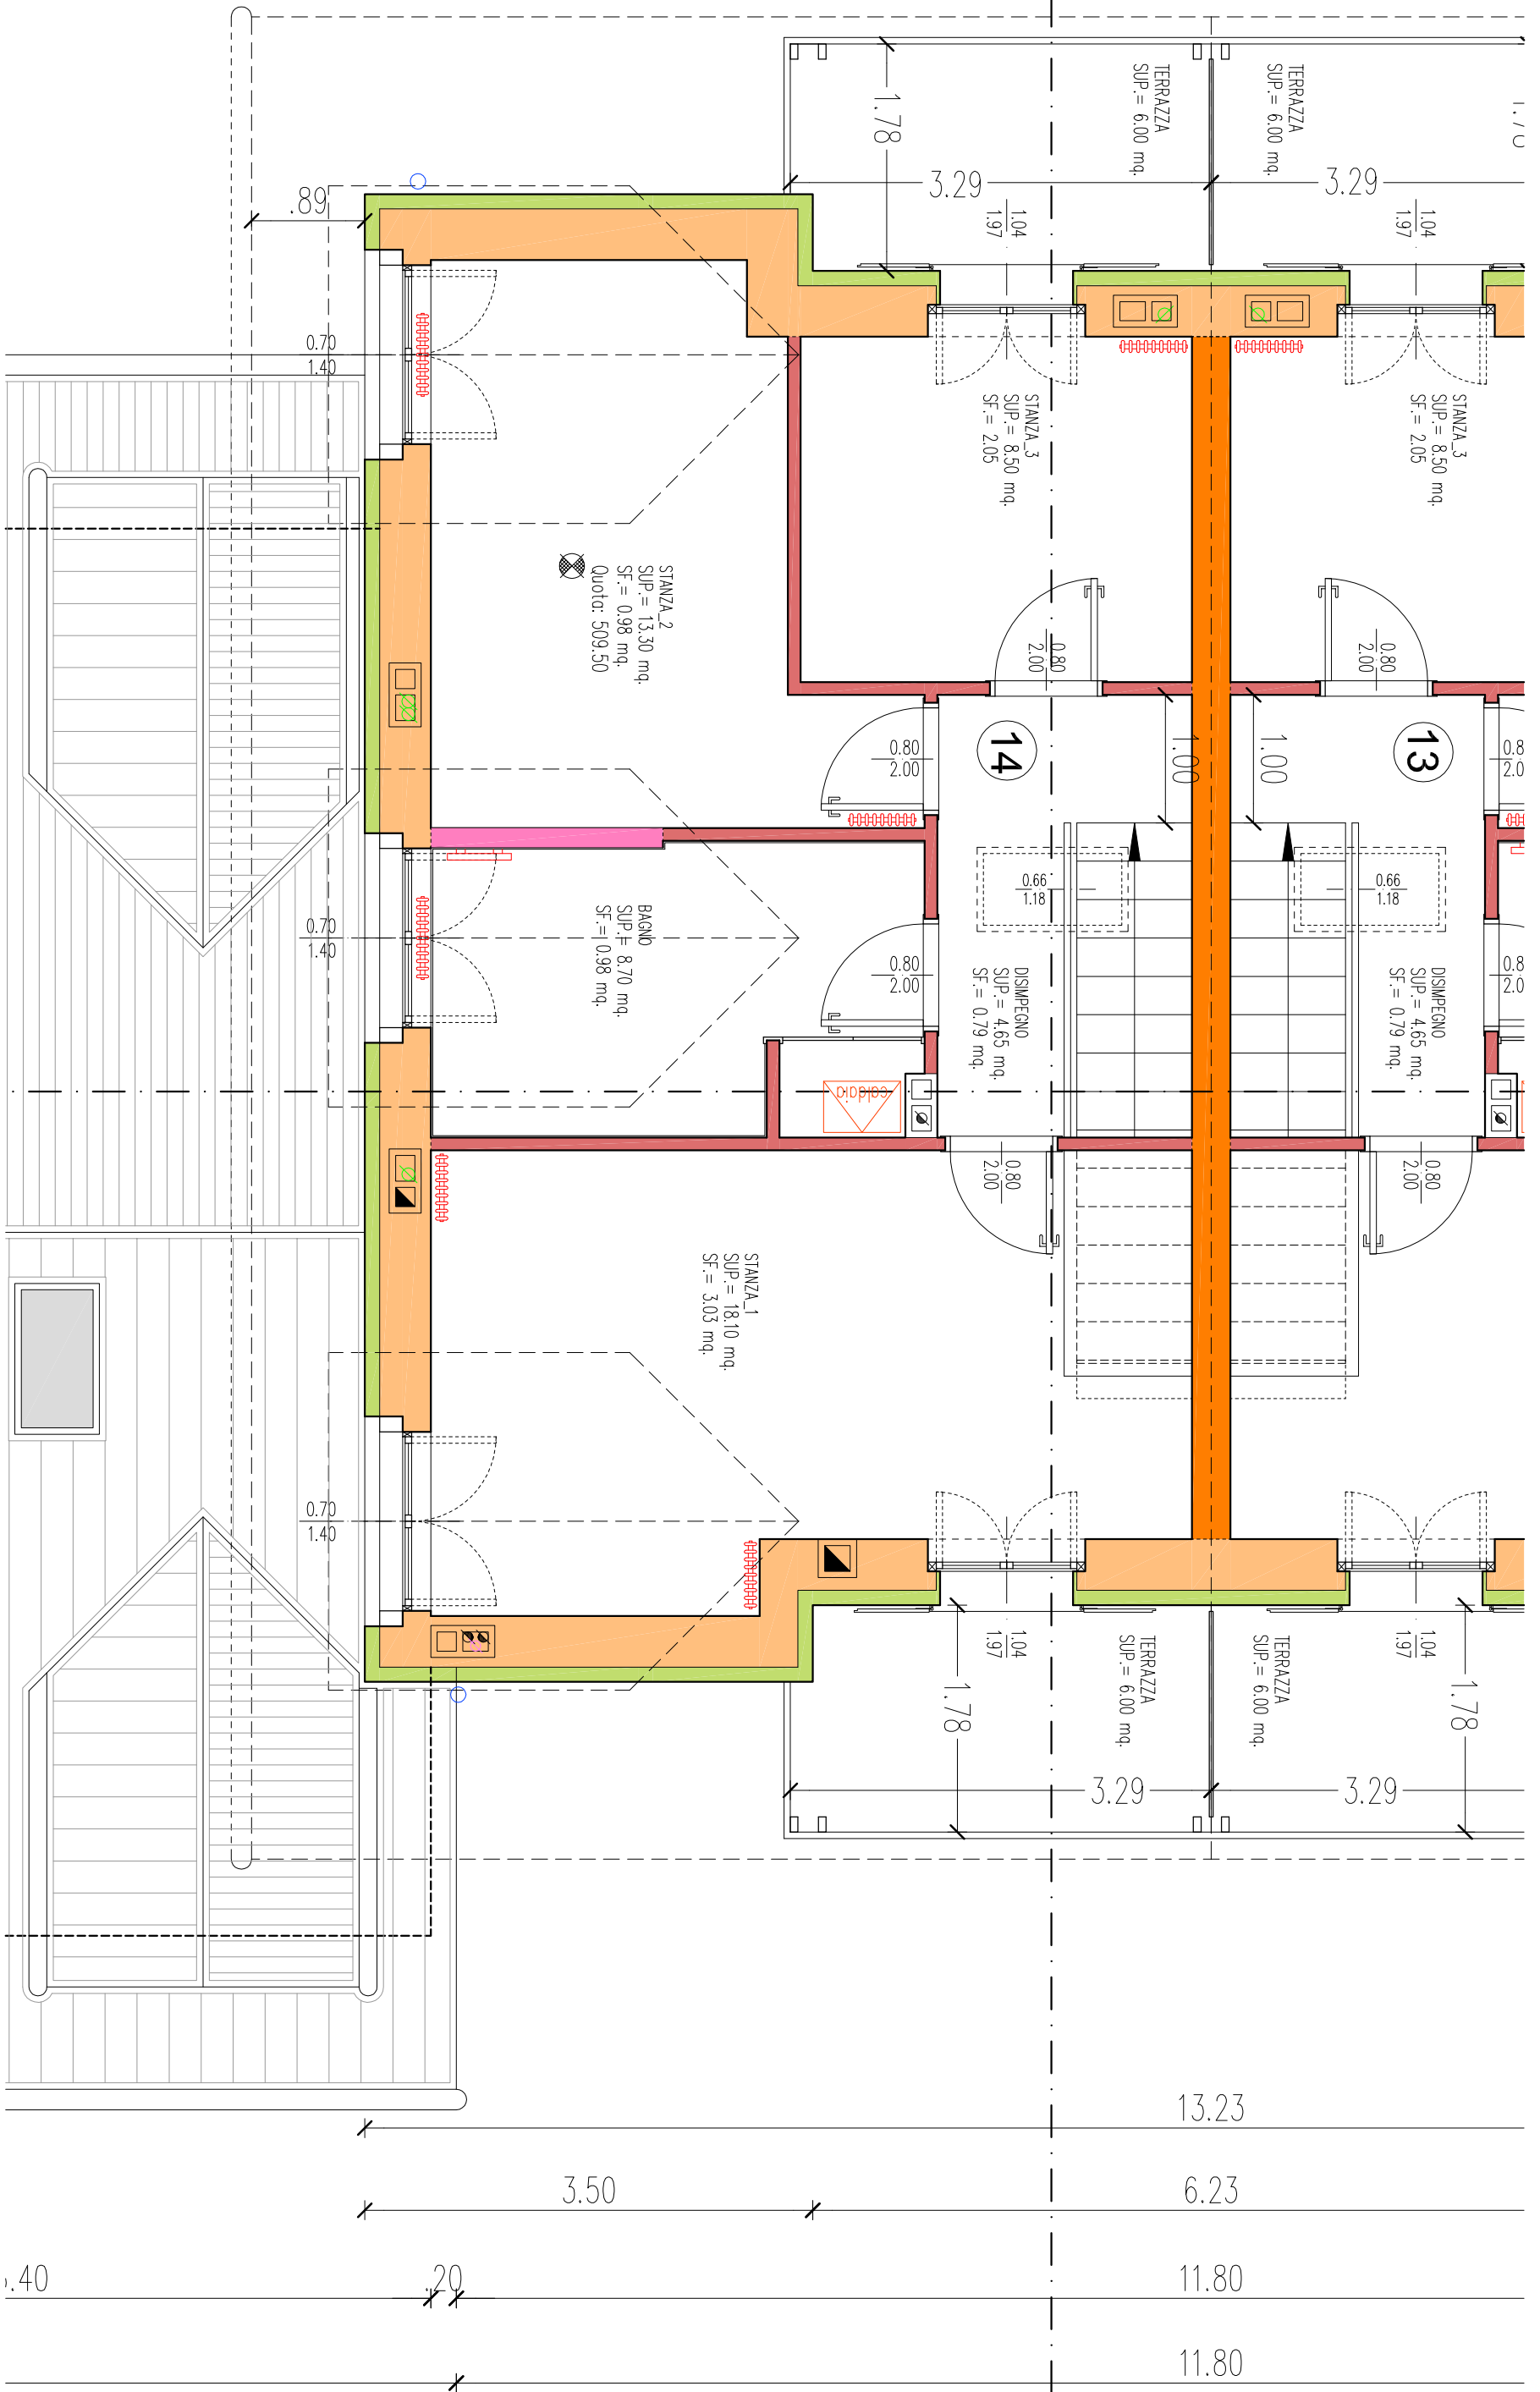 TERRAZZA
SUP.= 6.00 mq.
TERRAZZA
SUP.= 6.00 mq.
1.78
3.29
3.29
.89
1.04
1.97
1.04
1.97
0.70
1.40
STANZA_3
SUP.= 8.50 mq.
SF.= 2.05
STANZA_3
SUP.= 8.50 mq.
SF.= 2.05
STANZA_2
SUP.= 13.30 mq.
SF.= 0.98 mq.
Quota: 509.50
0.80
2.00
0.80
2.00
14
13
1.00
1.00
0.80
2.00
0.66
1.18
0.66
1.18
0.70
1.40
BAGNO
SUP.= 8.70 mq.
SF.= 0.98 mq.
0.80
2.00
DISIMPEGNO
SUP.= 4.65 mq.
SF.= 0.79 mq.
DISIMPEGNO
SUP.= 4.65 mq.
SF.= 0.79 mq.
caldaia
0.80
2.00
0.80
2.00
STANZA_1
SUP.= 18.10 mq.
SF.= 3.03 mq.
0.70
1.40
1.04
1.97
1.04
1.97
TERRAZZA
SUP.= 6.00 mq.
TERRAZZA
SUP.= 6.00 mq.
1.78
1.78
3.29
3.29
13.23
3.50
6.23
.40
.20
11.80
11.80